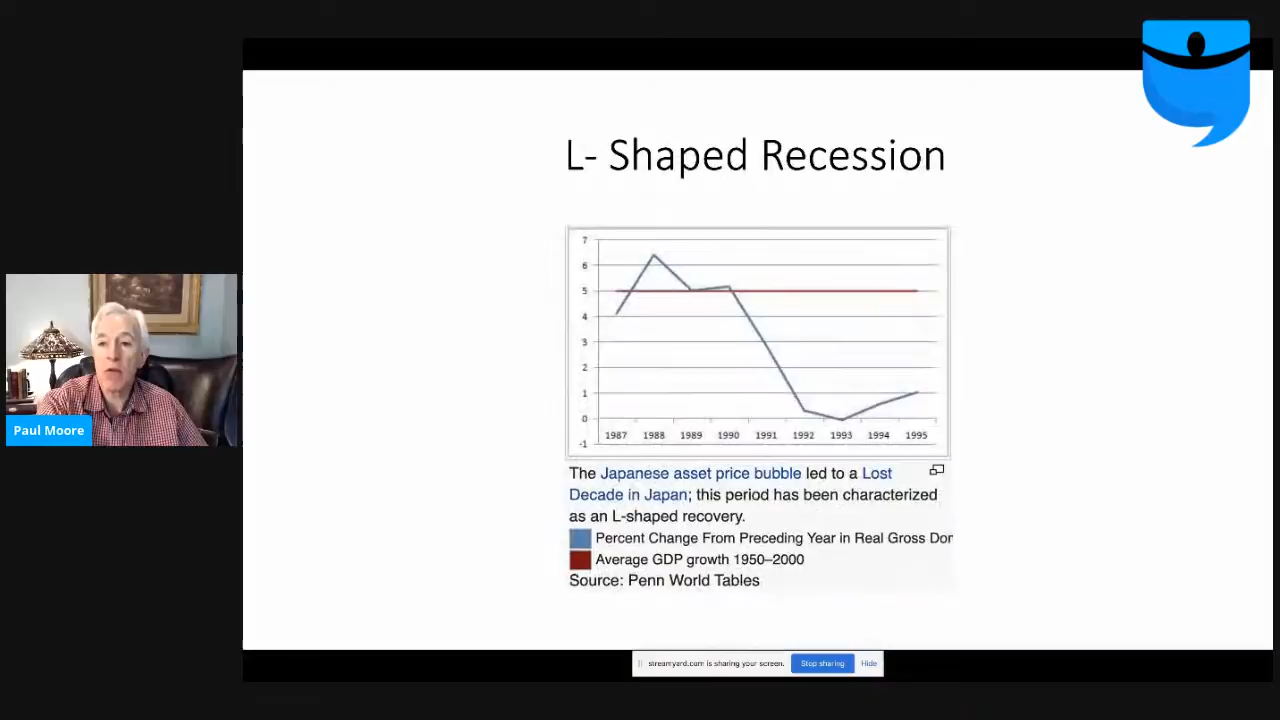 L- Shaped Recession
7
6
5
4
3
2
1
0
-1
1987 1988 1989 1990 1991 1992 1993 1994 1995
The Japanese asset price bubble led to a Lost
Decade in Japan; this period has been characterized
as an L-shaped recovery.
Percent Change From Preceding Year in Real Gross Dor
Average GDP growth 1950–2000
Source: Penn World Tables
Paul Moore
streamyard.com is sharing your screen. Stop sharing Hide